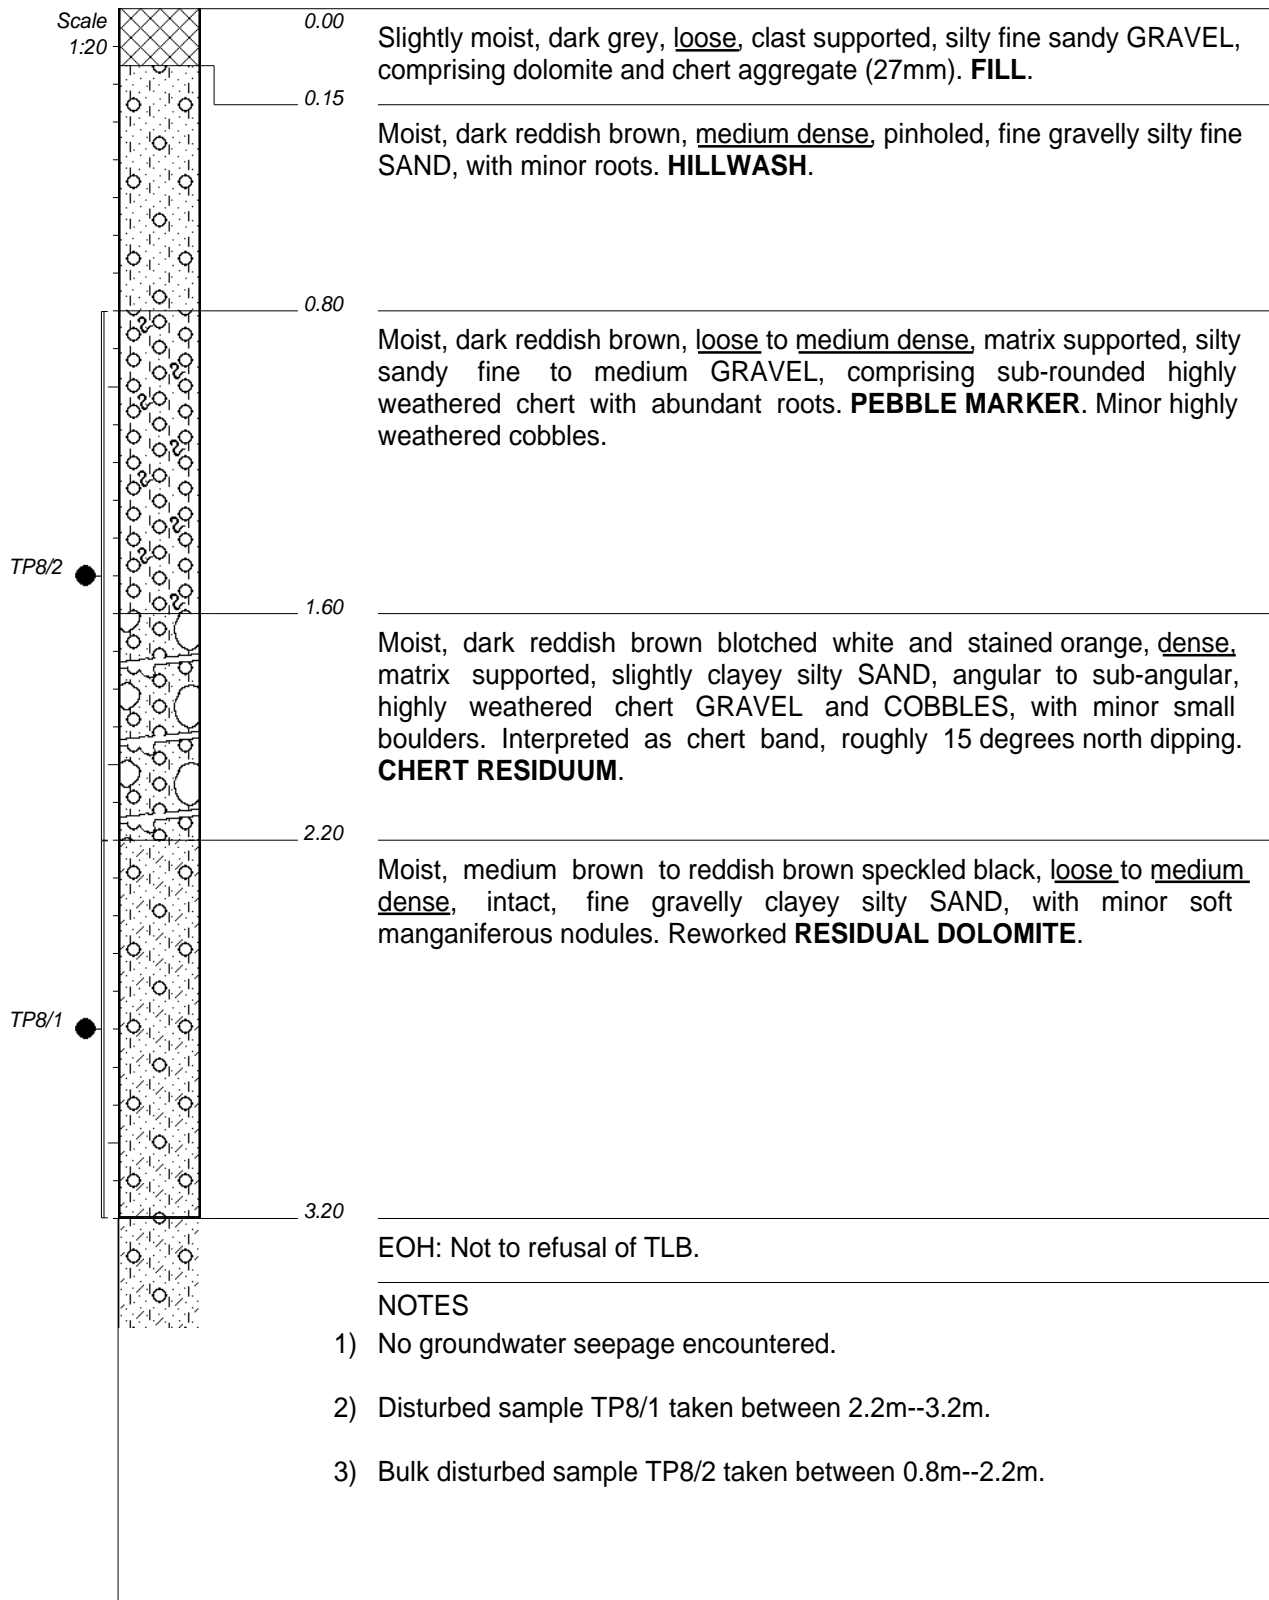 Scale
1:20
0.00
Slightly moist, dark grey, loose, clast supported, silty fine sandy GRAVEL,
comprising dolomite and chert aggregate (27mm). FILL.
0.15
Moist, dark reddish brown, medium dense, pinholed, fine gravelly silty fine
SAND, with minor roots. HILLWASH.
0.80
Moist, dark reddish brown, loose to medium dense, matrix supported, silty
sandy fine to medium GRAVEL, comprising sub-rounded highly
weathered chert with abundant roots. PEBBLE MARKER. Minor highly
weathered cobbles.
TP8/2
1.60
Moist, dark reddish brown blotched white and stained orange, dense,
matrix supported, slightly clayey silty SAND, angular to sub-angular,
highly weathered chert GRAVEL and COBBLES, with minor small
boulders. Interpreted as chert band, roughly 15 degrees north dipping.
CHERT RESIDUUM.
2.20
Moist, medium brown to reddish brown speckled black, loose to medium
dense, intact, fine gravelly clayey silty SAND, with minor soft
manganiferous nodules. Reworked RESIDUAL DOLOMITE.
TP8/1
3.20
EOH: Not to refusal of TLB.
NOTES
1) No groundwater seepage encountered.
2) Disturbed sample TP8/1 taken between 2.2m--3.2m.
3) Bulk disturbed sample TP8/2 taken between 0.8m--2.2m.